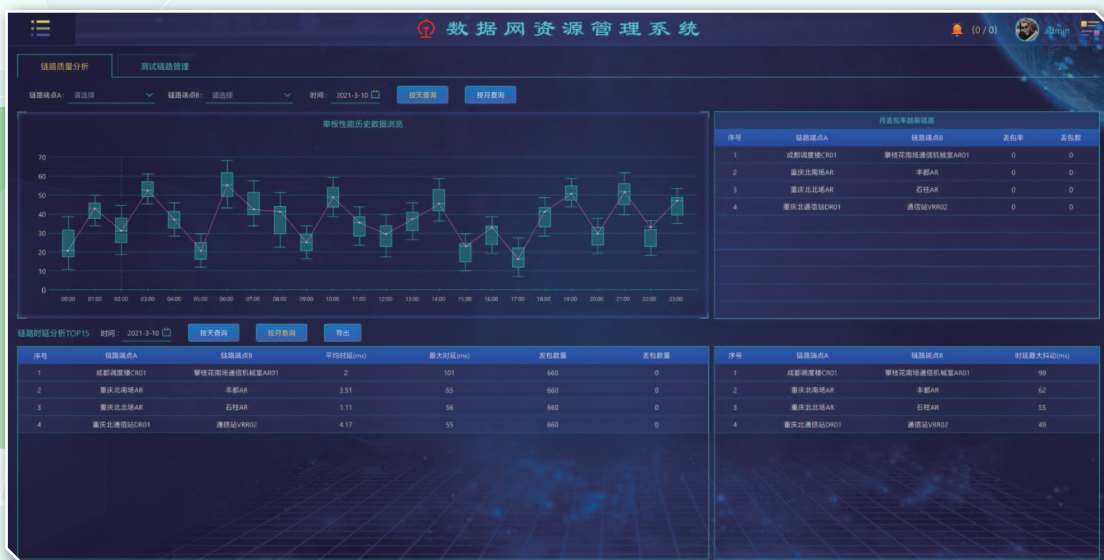 数据网资源管理系统
(0/0) admin
链路质量分析 测试链路管理
链路端点A: 请选择 链路端点B: 请选择 时间: 2021-3-10 按天查询 按月查询
单板性能历史数据浏览
70
60
50
40
30
20
10
0
00:00 01:00 02:00 03:00 04:00 05:00 06:00 07:00 08:00 09:00 10:00 11:00 12:00 13:00 14:00 15:00 16:00 17:00 18:00 19:00 20:00 21:00 22:00 23:00
月丢包率越限链路
序号 链路端点A 链路端点B 丢包率 丢包数
1 成都调度楼CR01 攀枝花南场通信机械室AR01 0 0
2 重庆北南场AR 丰都AR 0 0
3 重庆北北场AR 石柱AR 0 0
4 重庆北通信站DR01 通信站VRR02 0 0
链路时延分析TOP15 时间: 2021-3-10 按天查询 按月查询 导出
序号 链路端点A 链路端点B 平均时延(ms) 最大时延(ms) 发包数量 丢包数量
1 成都调度楼CR01 攀枝花南场通信机械室AR01 2 101 660 0
2 重庆北南场AR 丰都AR 3.51 65 660 0
3 重庆北北场AR 石柱AR 1.11 56 660 0
4 重庆北通信站DR01 通信站VRR02 4.17 55 660 0
序号 链路端点A 链路端点B 时延最大抖动(ms)
1 成都调度楼CR01 攀枝花南场通信机械室AR01 99
2 重庆北南场AR 丰都AR 62
3 重庆北北场AR 石柱AR 55
4 重庆北通信站DR01 通信站VRR02 49